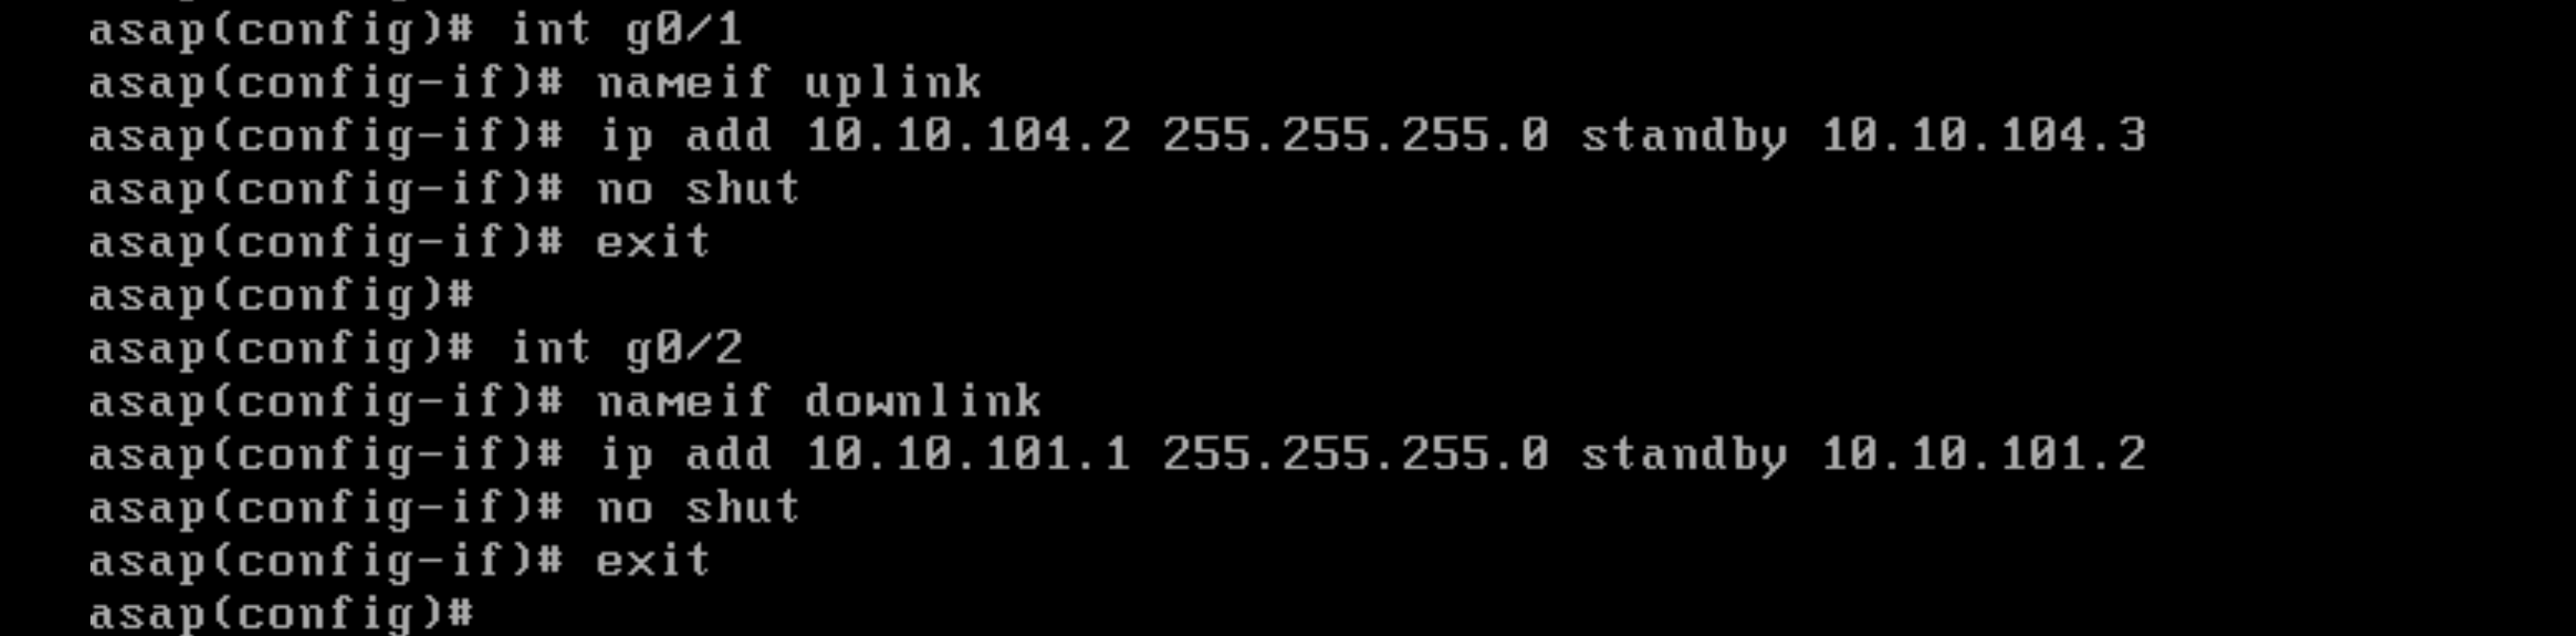 asap(config)# int g0/1
asap(config-if)# nameif uplink
asap(config-if)# ip add 10.10.104.2 255.255.255.0 standby 10.10.104.3
asap(config-if)# no shut
asap(config-if)# exit
asap(config)#
asap(config)# int g0/2
asap(config-if)# nameif downlink
asap(config-if)# ip add 10.10.101.1 255.255.255.0 standby 10.10.101.2
asap(config-if)# no shut
asap(config-if)# exit
asap(config)#